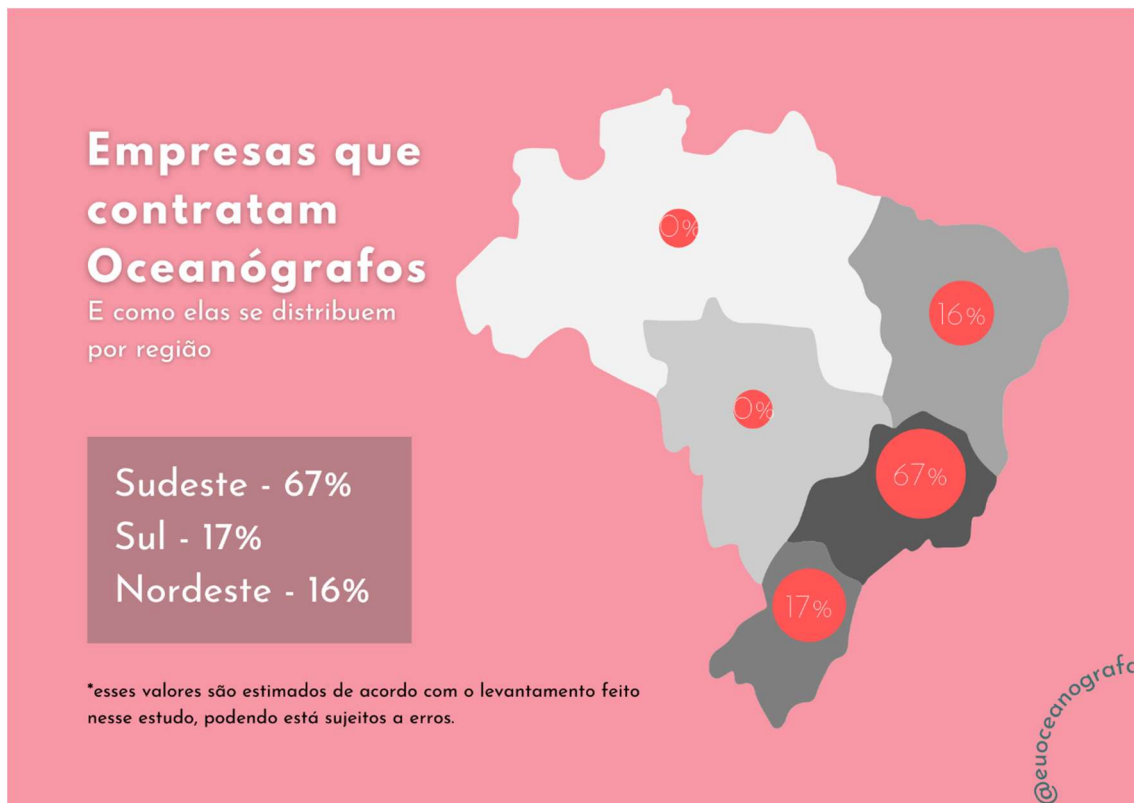 Empresas que
contratam
Oceanógrafos
E como elas se distribuem
por região
0%
16%
0%
67%
17%
Sudeste - 67%
Sul - 17%
Nordeste - 16%
*esses valores são estimados de acordo com o levantamento feito
nesse estudo, podendo está sujeitos a erros.